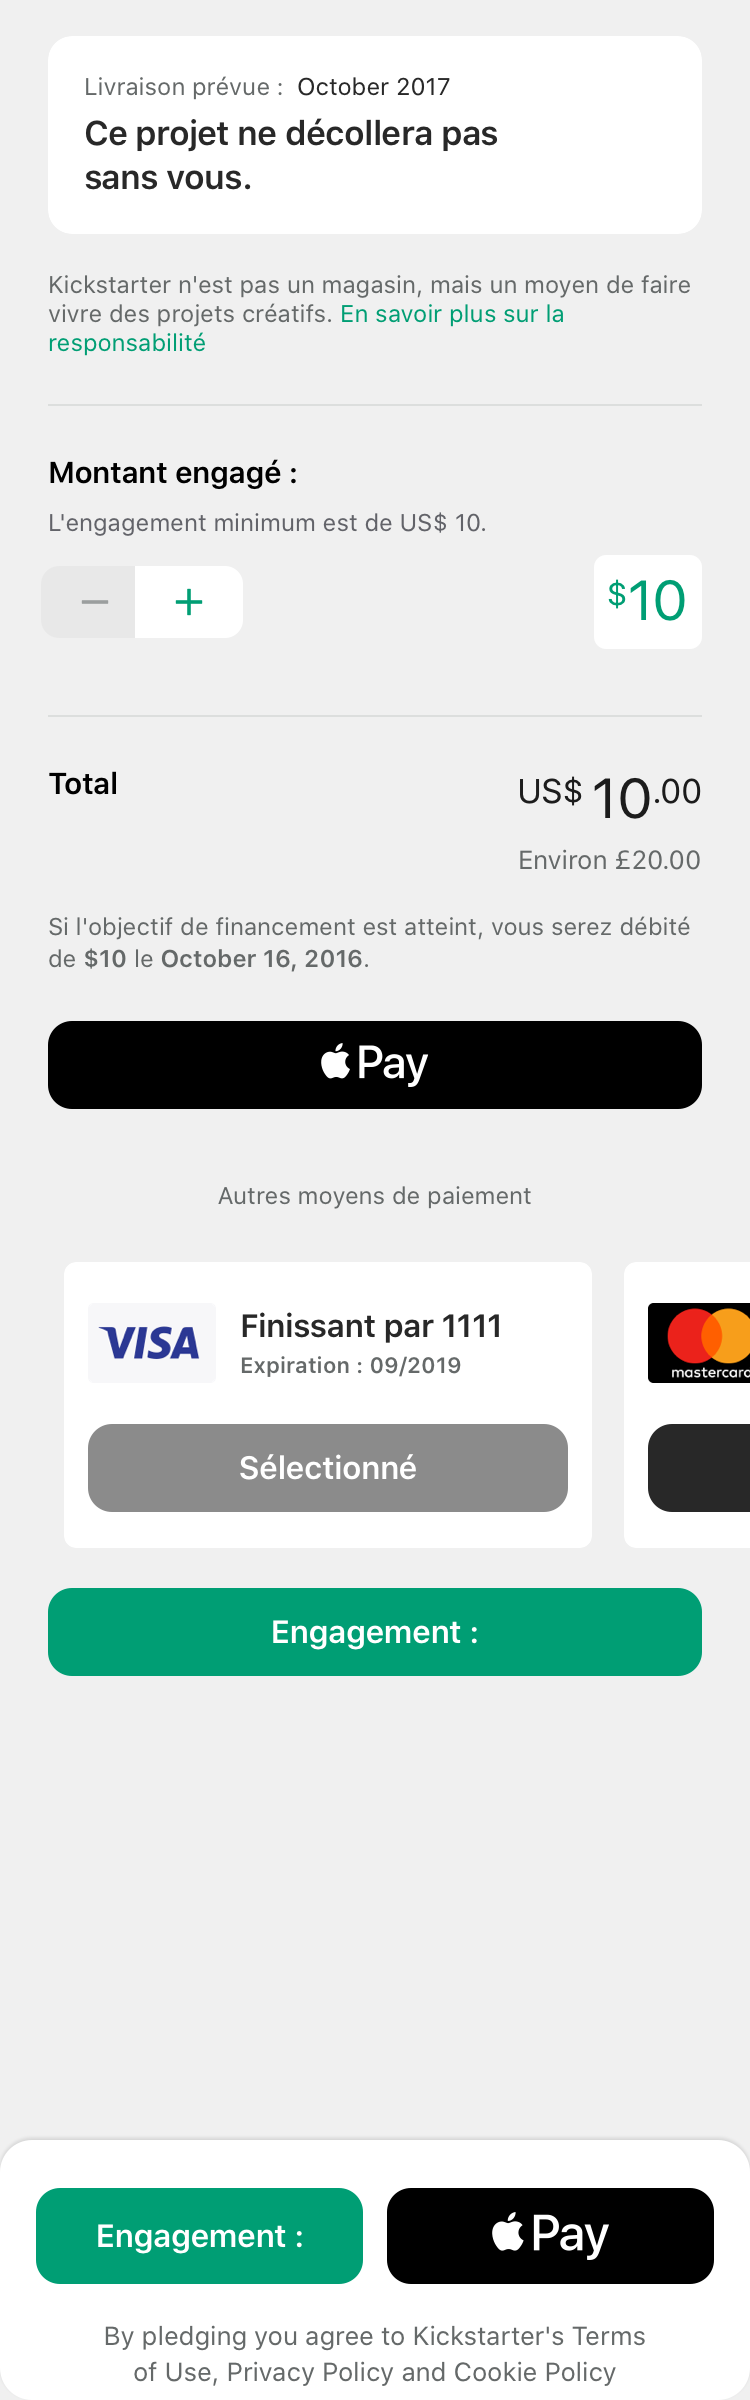 Livraison prévue : October 2017
Ce projet ne décollera pas
sans vous.
Kickstarter n'est pas un magasin, mais un moyen de faire
vivre des projets créatifs. En savoir plus sur la
responsabilité
Montant engagé :
L'engagement minimum est de US$ 10.
− +
$10
Total
US$ 10.00
Environ £20.00
Si l'objectif de financement est atteint, vous serez débité
de $10 le October 16, 2016.
Pay
Autres moyens de paiement
VISA
Finissant par 1111
Expiration : 09/2019
Sélectionné
mastercard
Engagement :
Engagement :
Pay
By pledging you agree to Kickstarter's Terms
of Use, Privacy Policy and Cookie Policy